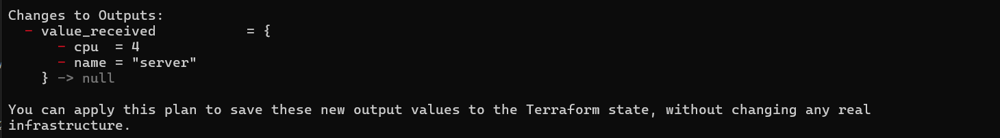 Changes to Outputs:
  - value_received           = {
      - cpu  = 4
      - name = "server"
    } -> null

You can apply this plan to save these new output values to the Terraform state, without changing any real
infrastructure.